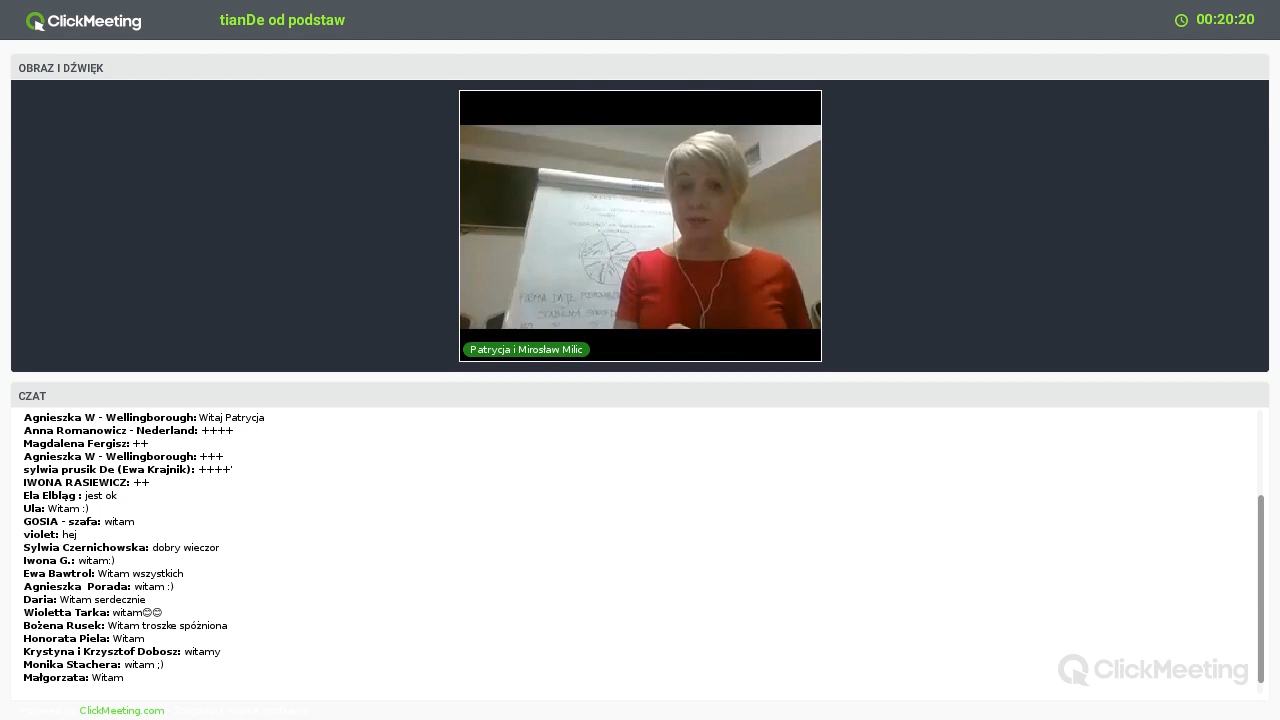 ClickMeeting
tianDe od podstaw
00:20:20
OBRAZ I DŹWIĘK
Patrycja i Mirosław Milic
CZAT
Agnieszka W - Wellingborough: Witaj Patrycja
Anna Romanowicz - Nederland: ++++
Magdalena Fergisz: ++
Agnieszka W - Wellingborough: +++
sylwia prusik De (Ewa Krajnik): ++++'
IWONA RASIEWICZ: ++
Ela Elbląg : jest ok
Ula: Witam :)
GOSIA - szafa: witam
violet: hej
Sylwia Czernichowska: dobry wieczor
Iwona G.: witam:)
Ewa Bawtrol: Witam wszystkich
Agnieszka  Porada: witam :)
Daria: Witam serdecznie
Wioletta Tarka: witam😊😊
Bożena Rusek: Witam troszke spóźniona
Honorata Piela: Witam
Krystyna i Krzysztof Dobosz: witamy
Monika Stachera: witam ;)
Małgorzata: Witam
ClickMeeting
ClickMeeting.com